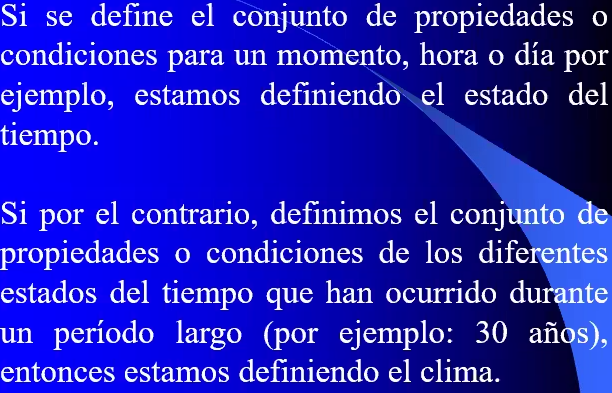 Si se define el conjunto de propiedades o
condiciones para un momento, hora o día por
ejemplo, estamos definiendo el estado del
tiempo.
Si por el contrario, definimos el conjunto de
propiedades o condiciones de los diferentes
estados del tiempo que han ocurrido durante
un período largo (por ejemplo: 30 años),
entonces estamos definiendo el clima.